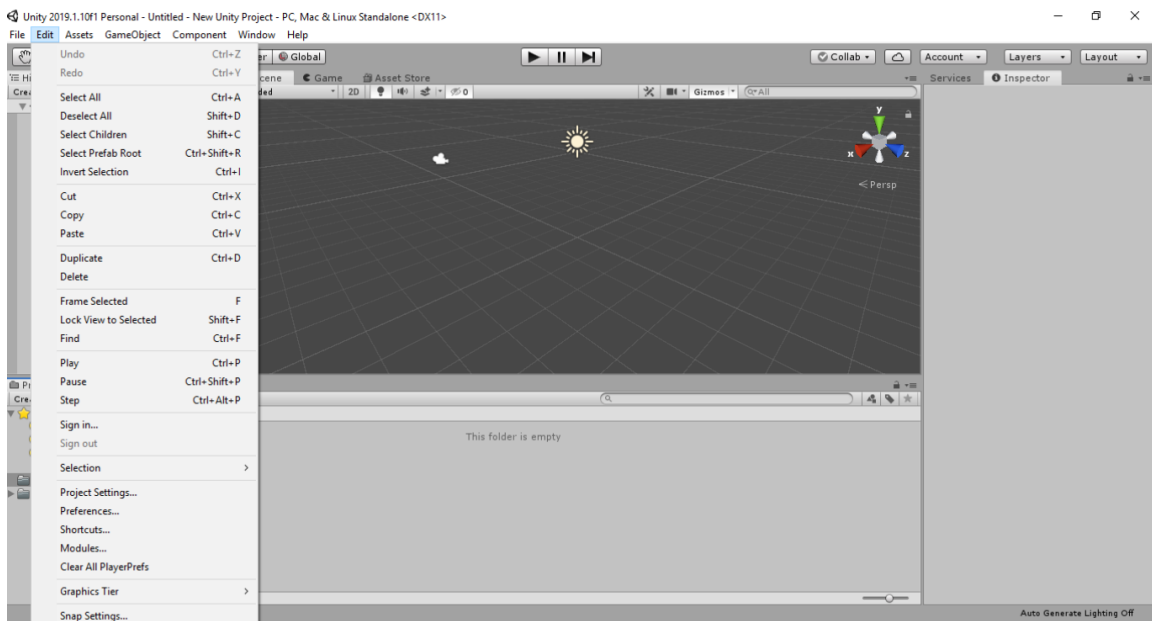 Unity 2019.1.10f1 Personal - Untitled - New Unity Project - PC, Mac & Linux Standalone <DX11>
File Edit Assets GameObject Component Window Help
Global
Collab
Account
Layers
Layout
Game
Asset Store
Services
Inspector
2D
0
Gizmos
All
Undo Ctrl+Z
Redo Ctrl+Y
Select All Ctrl+A
Deselect All Shift+D
Select Children Shift+C
Select Prefab Root Ctrl+Shift+R
Invert Selection Ctrl+I
Cut Ctrl+X
Copy Ctrl+C
Paste Ctrl+V
Duplicate Ctrl+D
Delete
Frame Selected F
Lock View to Selected Shift+F
Find Ctrl+F
Play Ctrl+P
Pause Ctrl+Shift+P
Step Ctrl+Alt+P
Sign in...
Sign out
Selection
Project Settings...
Preferences...
Shortcuts...
Modules...
Clear All PlayerPrefs
Graphics Tier
Snap Settings...
y
x
z
Persp
This folder is empty
Auto Generate Lighting Off